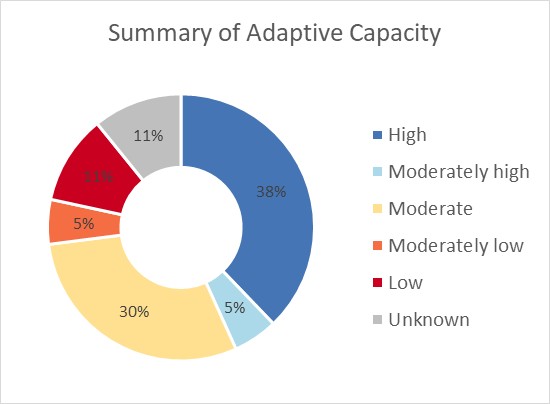 Summary of Adaptive Capacity
11%
38%
11%
5%
5%
30%
High
Moderately high
Moderate
Moderately low
Low
Unknown